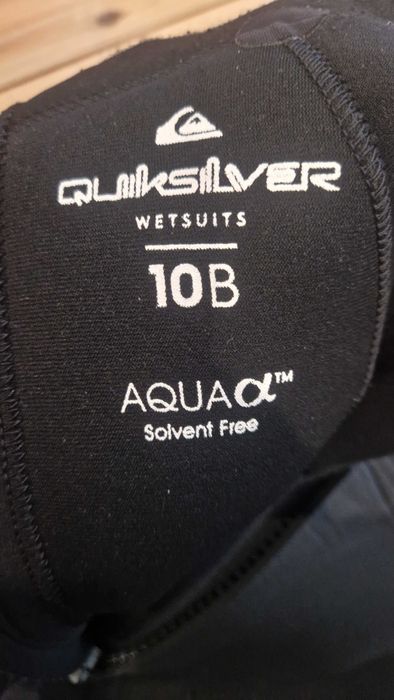 QUIKSILVER
WETSUITS
10B
AQUAα™
Solvent Free